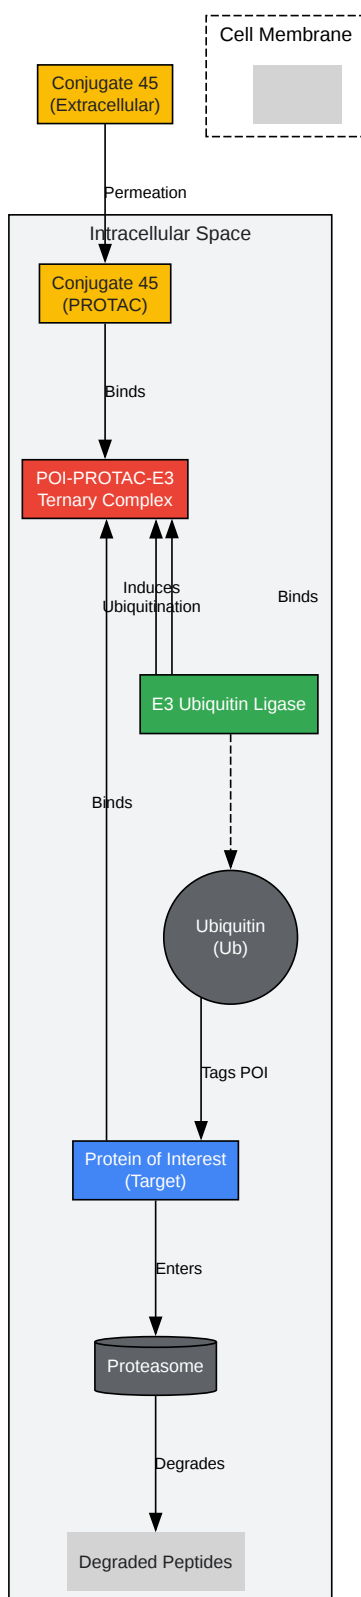 Cell Membrane
Conjugate 45
(Extracellular)
Permeation
Intracellular Space
Conjugate 45
(PROTAC)
Binds
POI-PROTAC-E3
Ternary Complex
Induces
Ubiquitination
Binds
E3 Ubiquitin Ligase
Binds
Ubiquitin
(Ub)
Tags POI
Protein of Interest
(Target)
Enters
Proteasome
Degrades
Degraded Peptides